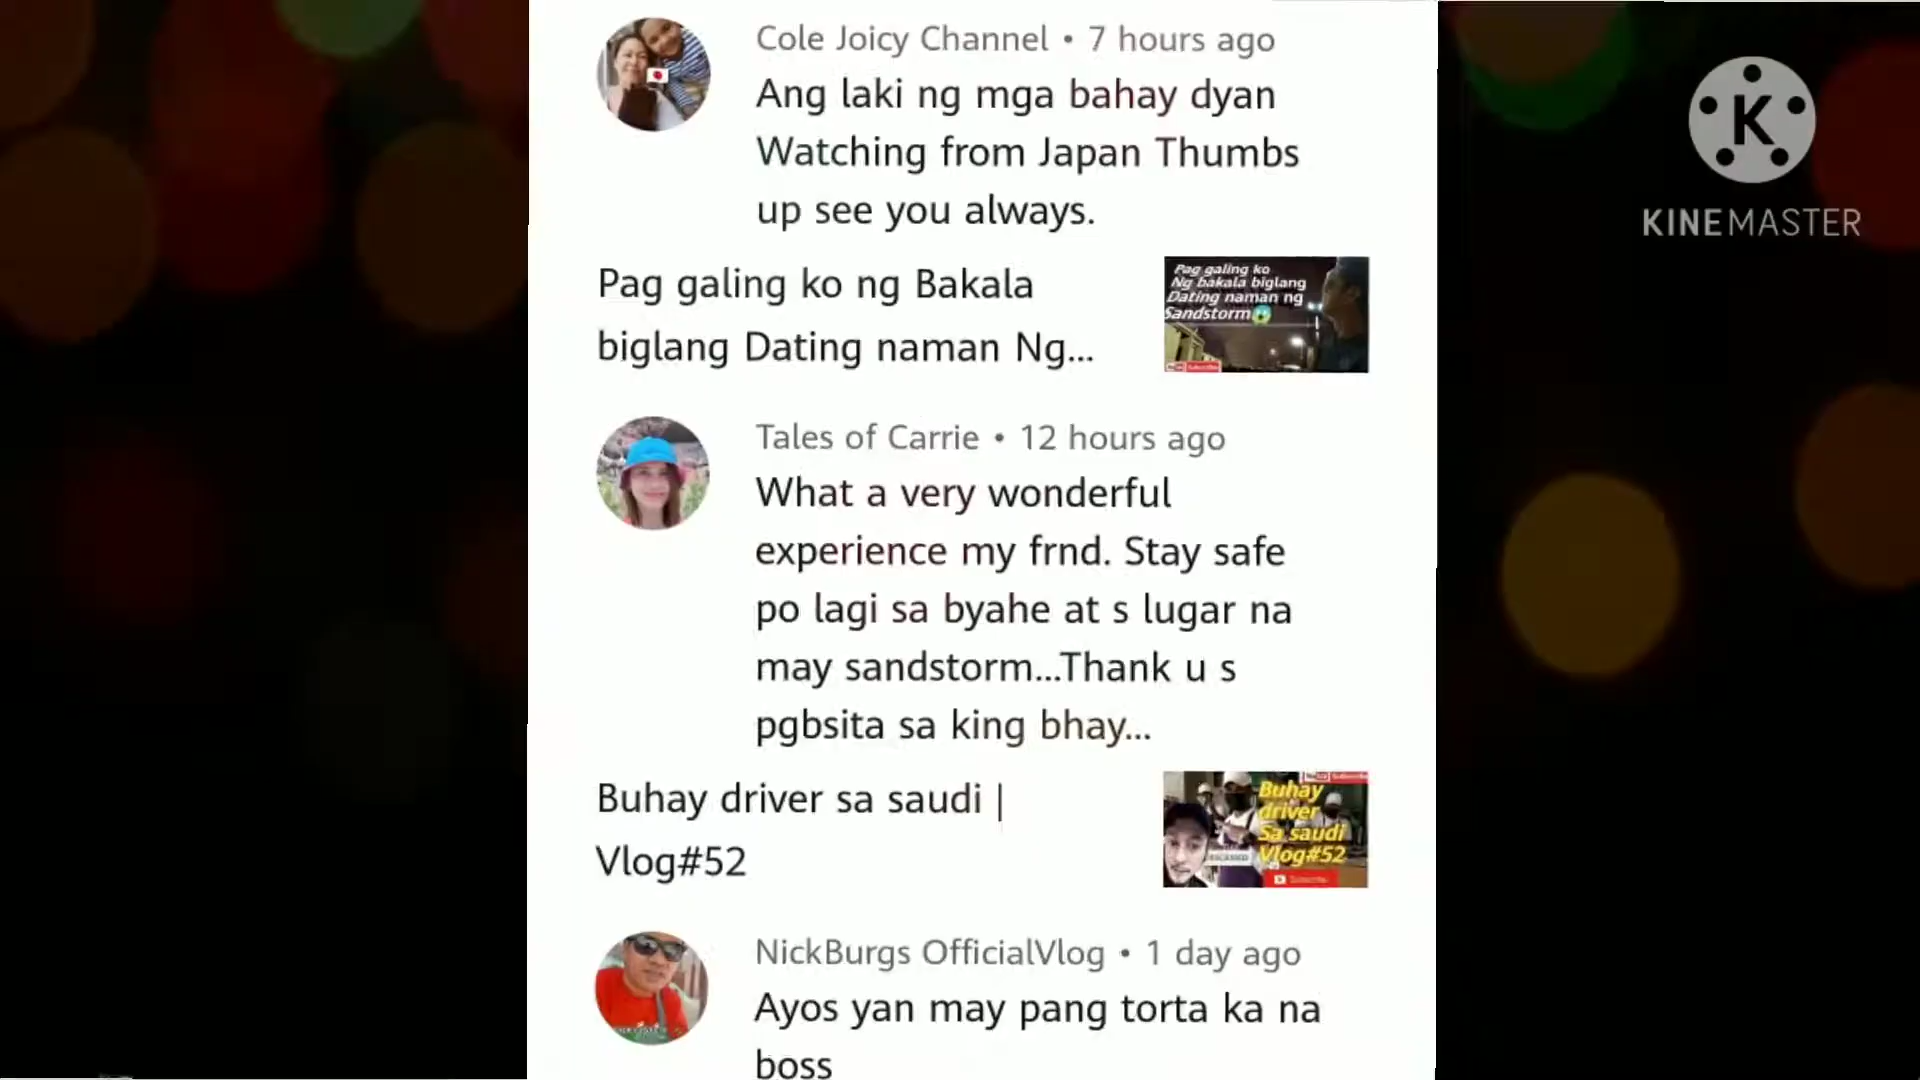 Cole Joicy Channel • 7 hours ago
Ang laki ng mga bahay dyan
Watching from Japan Thumbs
up see you always.
Pag galing ko ng Bakala
biglang Dating naman Ng...
Pag galing ko
Ng bakala biglang
Dating naman ng
Sandstorm
Subscribe
Tales of Carrie • 12 hours ago
What a very wonderful
experience my frnd. Stay safe
po lagi sa byahe at s lugar na
may sandstorm...Thank u s
pgbsita sa king bhay...
Buhay driver sa saudi |
Vlog#52
Buhay
driver
Sa saudi
Vlog#52
Subscribe
NickBurgs OfficialVlog • 1 day ago
Ayos yan may pang torta ka na
boss
K
KINEMASTER